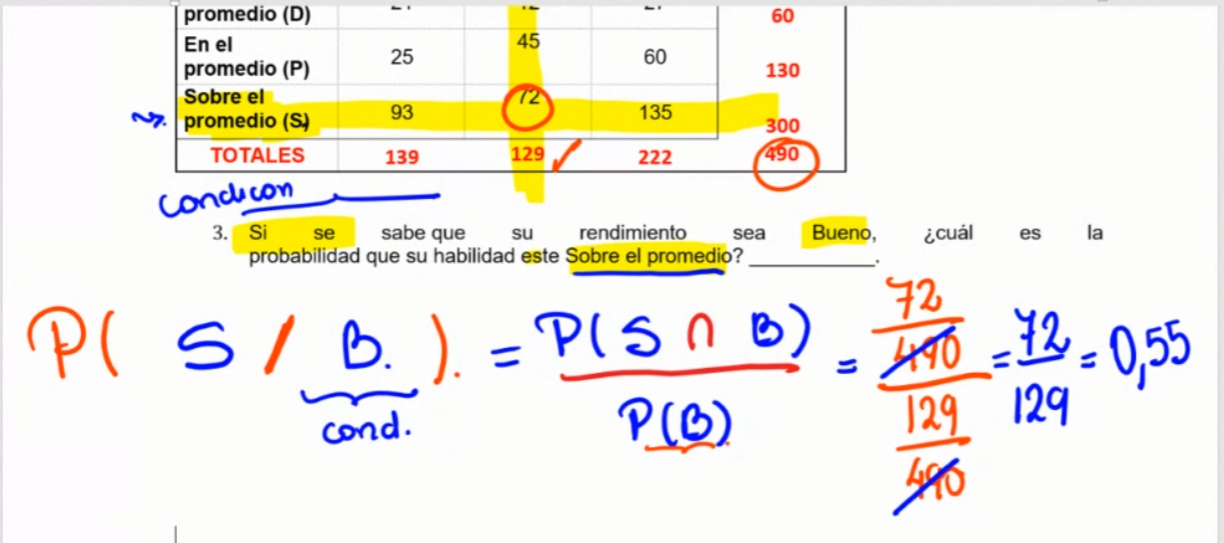 promedio (D) 60
En el
promedio (P) 25 45 60 130
Sobre el
promedio (S) 93 72 135 300
TOTALES 139 129 222 490
condicon
3. Si se sabe que su rendimiento sea Bueno, ¿cuál es la
probabilidad que su habilidad este Sobre el promedio? ____________.
P( S / B. ). = P(S ∩ B) / P(B) = 72/490 / 129/490 = 72/129 = 0,55
cond.